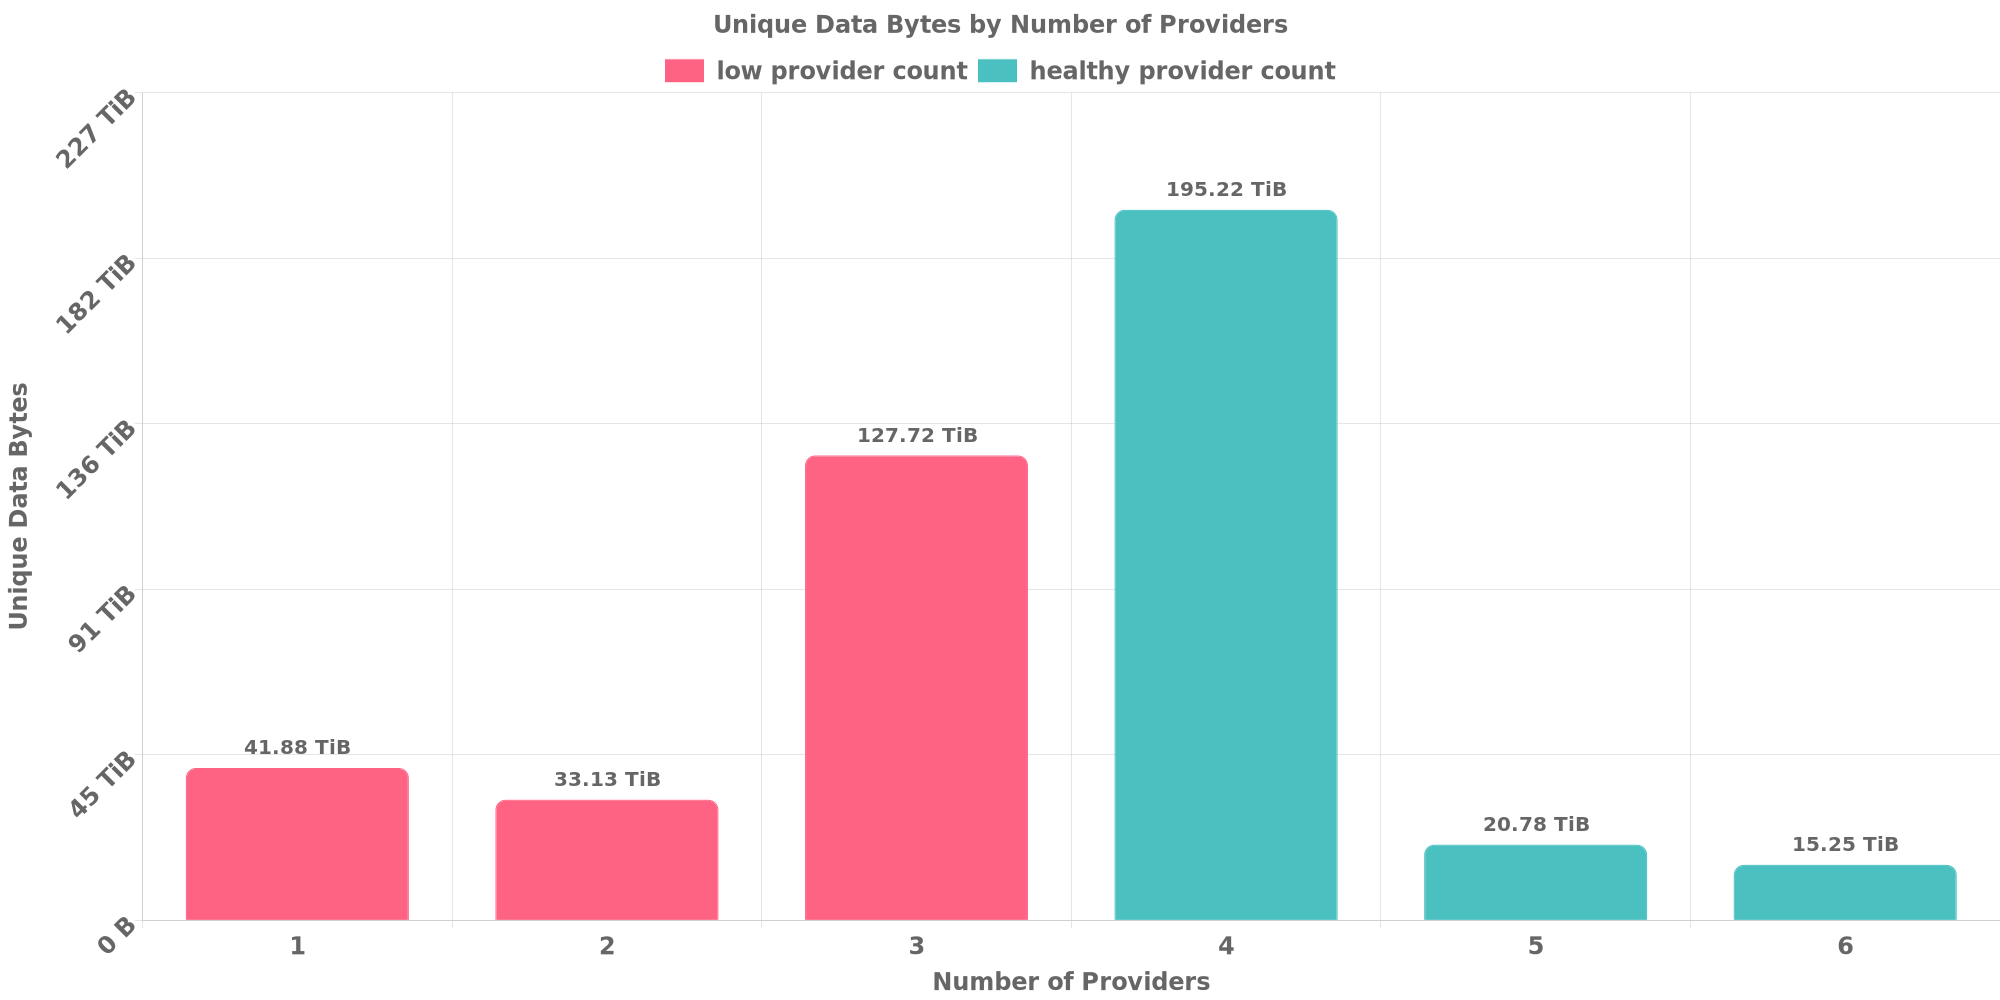 Unique Data Bytes by Number of Providers
low provider count healthy provider count
227 TiB
182 TiB
136 TiB
91 TiB
45 TiB
0 B
Unique Data Bytes
41.88 TiB
33.13 TiB
127.72 TiB
195.22 TiB
20.78 TiB
15.25 TiB
1 2 3 4 5 6
Number of Providers